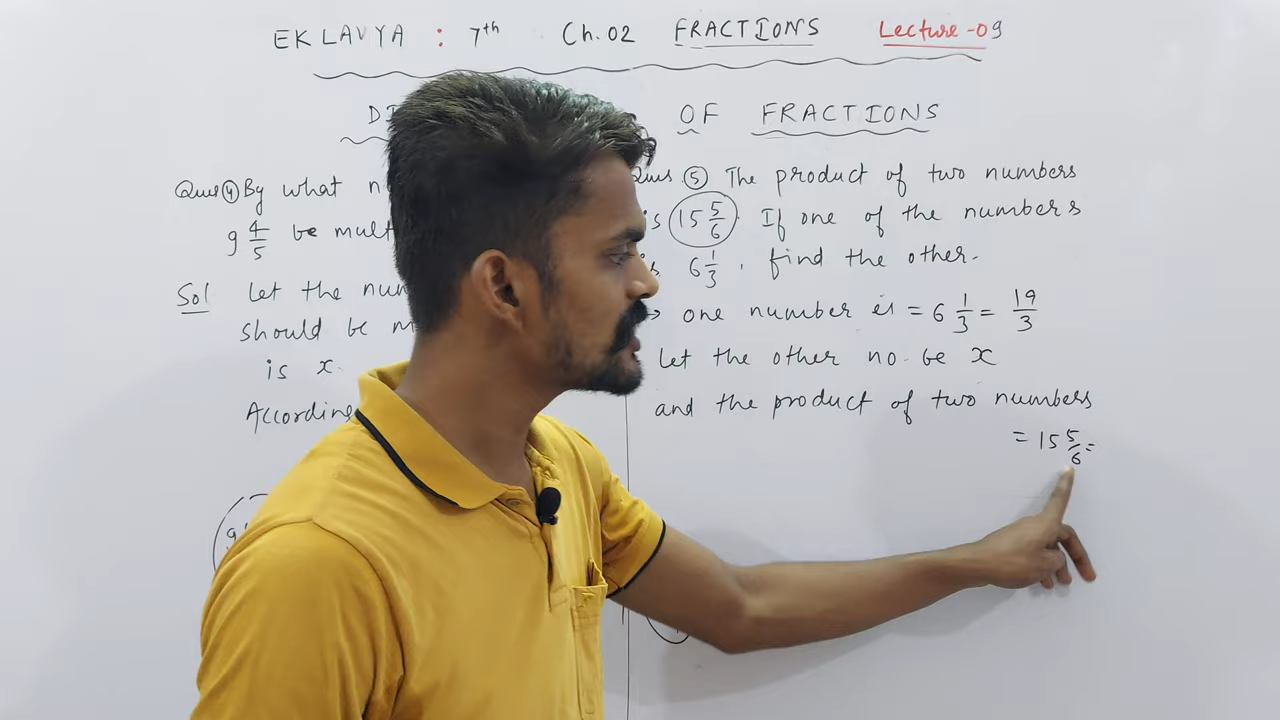 EKLAVYA : 7th Ch.02 FRACTIONS Lecture-09
OF FRACTIONS
Ques ④ By what
9 4/5 be
Sol Let the
should be
is x.
Ques ⑤ The product of two numbers
is 15 5/6. If one of the numbers
is 6 1/3, find the other.
→ one number is = 6 1/3 = 19/3
Let the other no. be x
and the product of two numbers
= 15 5/6 =